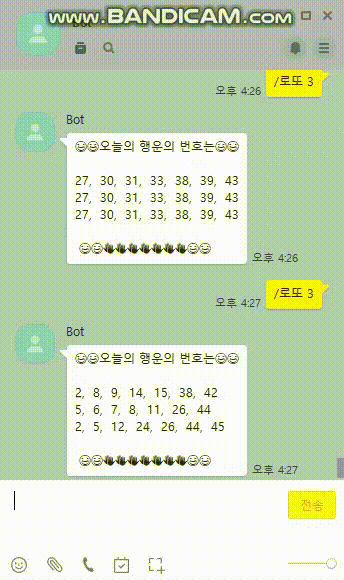 www.BANDICAM.com
Bot
/로또 3
오후 4:26
Bot
😄😄오늘의 행운의 번호는😄😄
27, 30, 31, 33, 38, 39, 43
27, 30, 31, 33, 38, 39, 43
27, 30, 31, 33, 38, 39, 43
오후 4:26
/로또 3
오후 4:27
Bot
😄😄오늘의 행운의 번호는😄😄
2, 8, 9, 14, 15, 38, 42
5, 6, 7, 8, 11, 26, 44
2, 5, 12, 24, 26, 44, 45
오후 4:27
전송